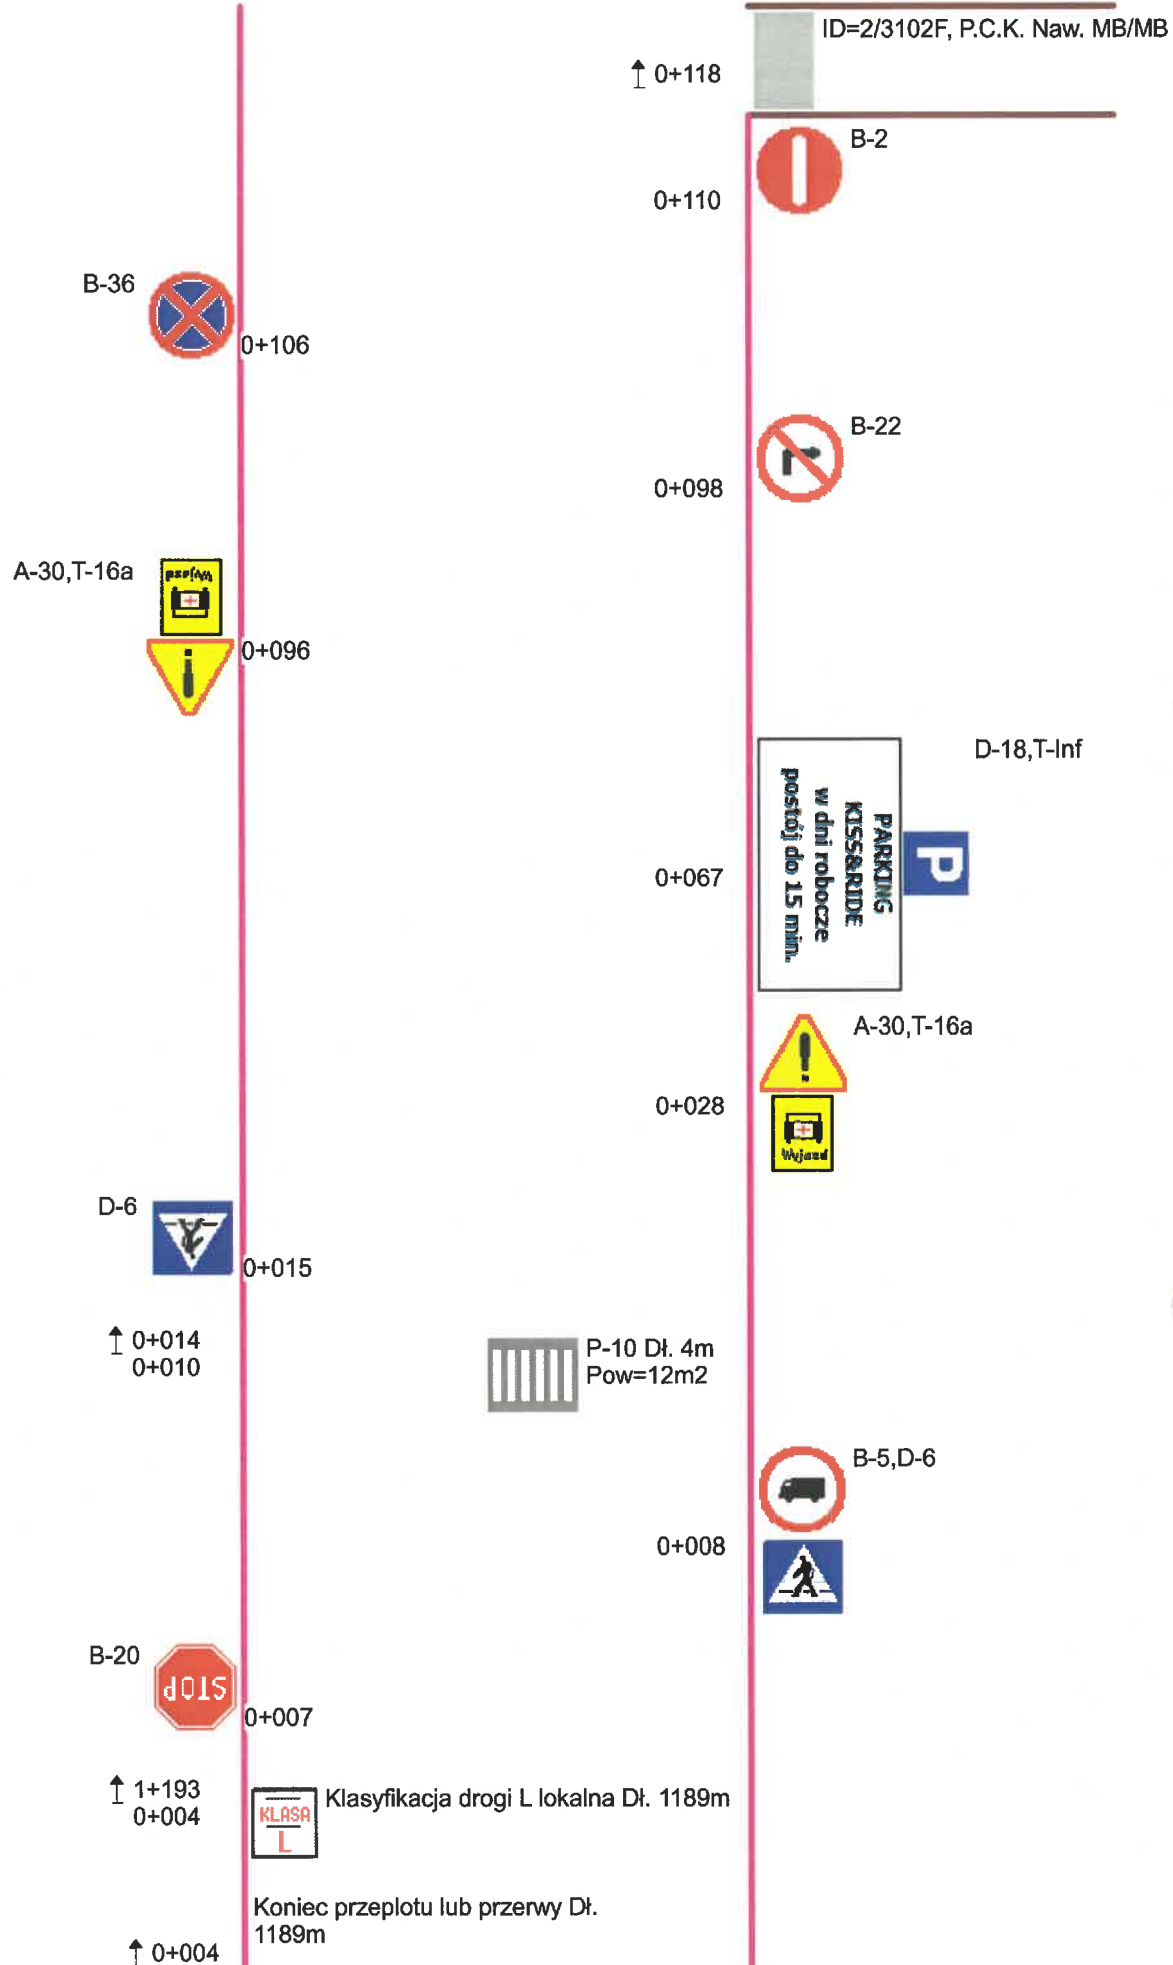 ID=2/3102F, P.C.K. Naw. MB/MB
0+118
B-2
0+110
B-36
0+106
B-22
0+098
A-30,T-16a
Wyjazd
0+096
D-18,T-Inf
PARKING
KISS&RIDE
w dni robocze
postój do 15 min.
P
0+067
A-30,T-16a
0+028
Wyjazd
D-6
0+015
0+014
0+010
P-10 Dł. 4m
Pow=12m2
B-5,D-6
0+008
B-20
STOP
0+007
1+193
0+004
KLASA
L
Klasyfikacja drogi L lokalna Dł. 1189m
Koniec przeplotu lub przerwy Dł.
1189m
0+004